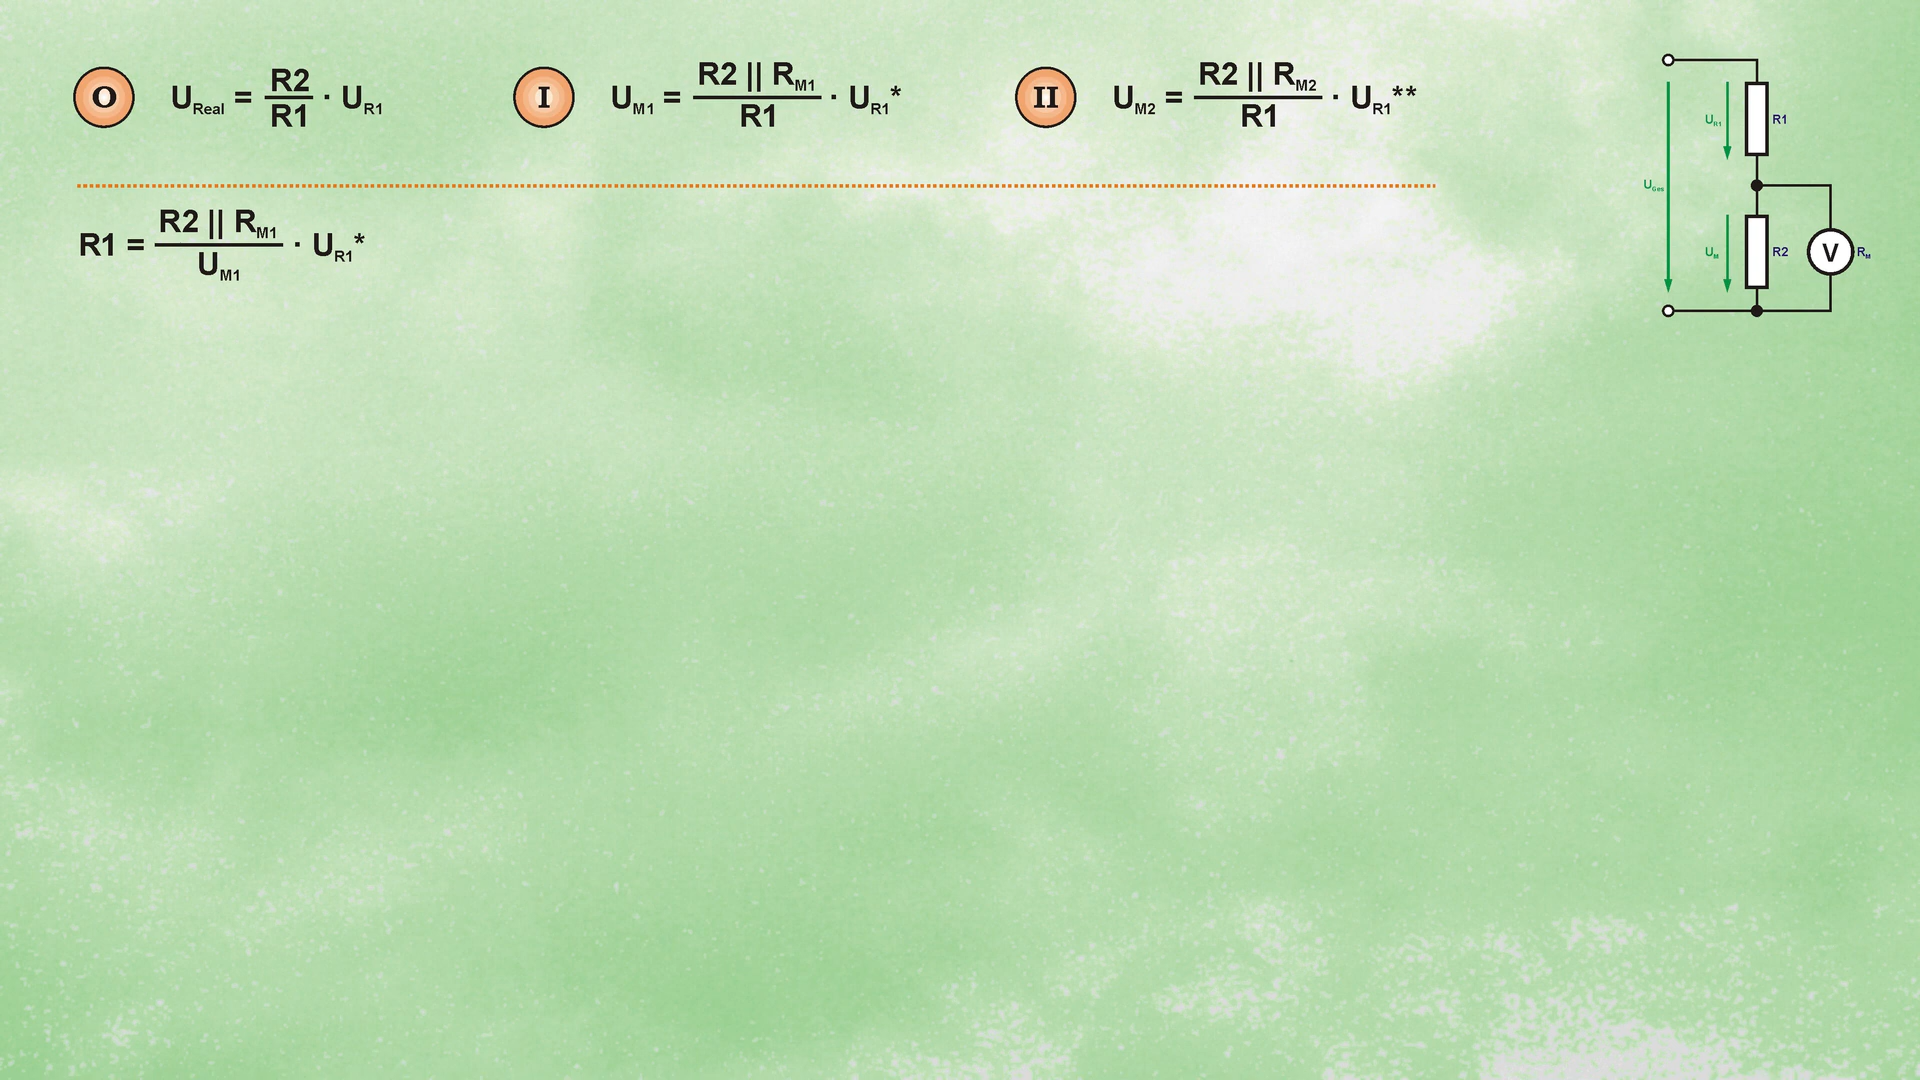 O U_Real = R2/R1 · U_R1
I U_M1 = (R2 || R_M1)/R1 · U_R1*
II U_M2 = (R2 || R_M2)/R1 · U_R1**
R1 = (R2 || R_M1)/U_M1 · U_R1*
U_R1
R1
U_Ges
U_M
R2
V
R_M